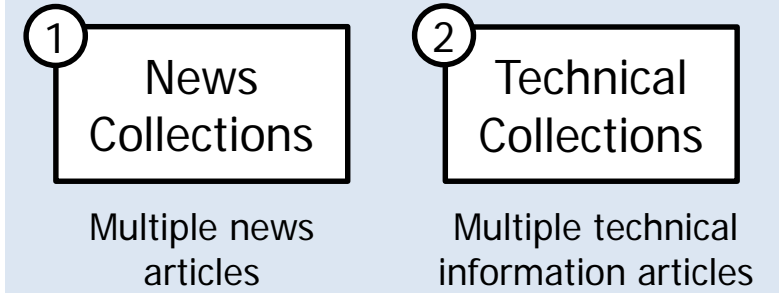 1
News
Collections
Multiple news
articles
2
Technical
Collections
Multiple technical
information articles